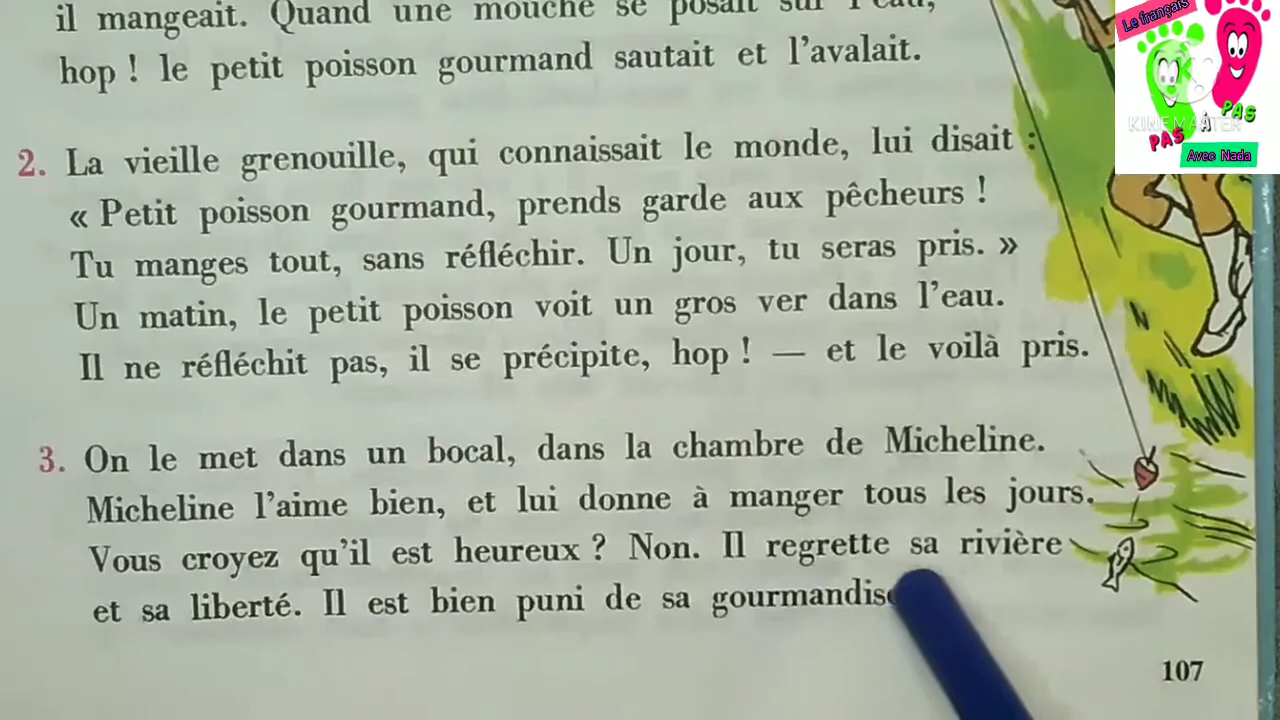 il mangeait. Quand une mouche se posait sur l'eau,
hop ! le petit poisson gourmand sautait et l'avalait.
2. La vieille grenouille, qui connaissait le monde, lui disait :
« Petit poisson gourmand, prends garde aux pêcheurs !
Tu manges tout, sans réfléchir. Un jour, tu seras pris. »
Un matin, le petit poisson voit un gros ver dans l'eau.
Il ne réfléchit pas, il se précipite, hop ! — et le voilà pris.
3. On le met dans un bocal, dans la chambre de Micheline.
Micheline l'aime bien, et lui donne à manger tous les jours.
Vous croyez qu'il est heureux ? Non. Il regrette sa rivière
et sa liberté. Il est bien puni de sa gourmandise
107
Le français
PAS À PAS
KINEMASTER
Avec Nada